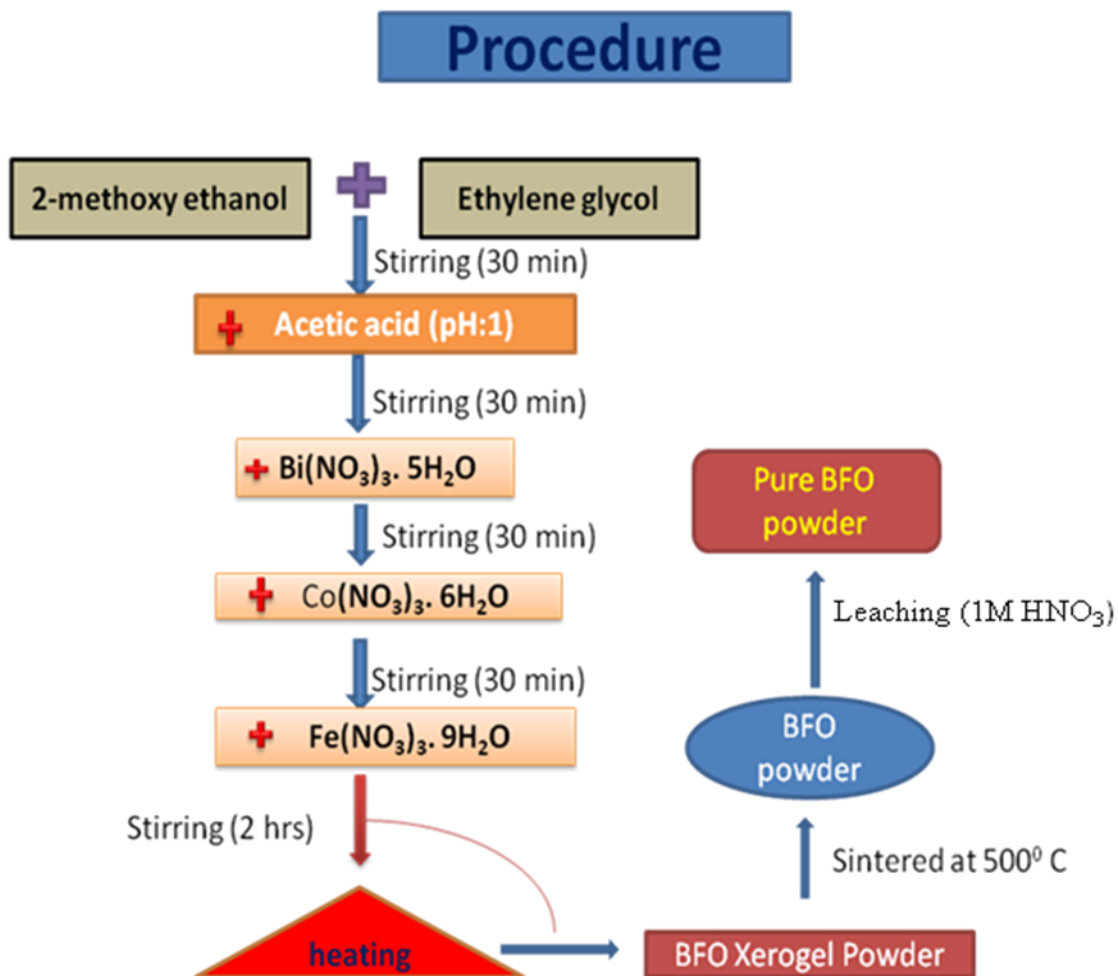 Procedure
2-methoxy ethanol
Ethylene glycol
Stirring (30 min)
Acetic acid (pH:1)
Stirring (30 min)
Bi(NO₃)₃. 5H₂O
Stirring (30 min)
Co(NO₃)₃. 6H₂O
Stirring (30 min)
Fe(NO₃)₃. 9H₂O
Stirring (2 hrs)
heating
BFO Xerogel Powder
Sintered at 500⁰ C
BFO
powder
Leaching (1M HNO₃)
Pure BFO
powder